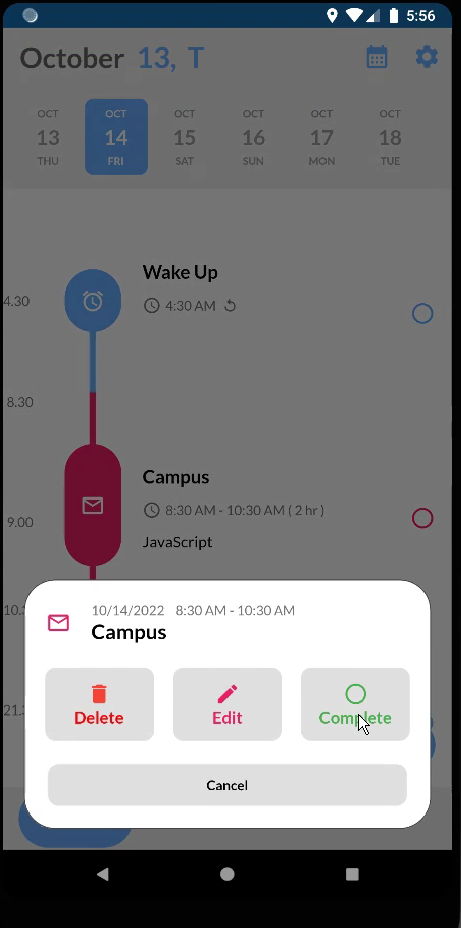 5:56
October 13, T
OCT OCT OCT OCT OCT OCT
13 14 15 16 17 18
THU FRI SAT SUN MON TUE
Wake Up
4.30
4:30 AM
8.30
Campus
8:30 AM - 10:30 AM ( 2 hr )
9.00
JavaScript
10.
10/14/2022 8:30 AM - 10:30 AM
Campus
21.
Delete Edit Complete
Cancel